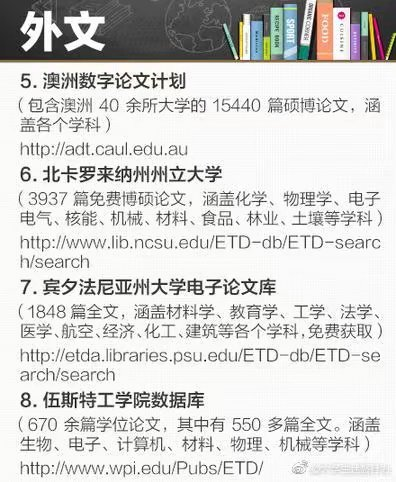 外文
RECIPE BOOK
SPORT
FOOD
CUISINE
5. 澳洲数字论文计划
（包含澳洲 40 余所大学的 15440 篇硕博论文，涵
盖各个学科）
http://adt.caul.edu.au
6. 北卡罗来纳州州立大学
（3937 篇免费博硕论文，涵盖化学、物理学、电子
电气、核能、机械、材料、食品、林业、土壤等学科）
http://www.lib.ncsu.edu/ETD-db/ETD-searc
h/search
7. 宾夕法尼亚州大学电子论文库
（1848 篇全文，涵盖材料学、教育学、工学、法学、
医学、航空、经济、化工、建筑等各个学科，免费获取）
http://etda.libraries.psu.edu/ETD-db/ETD-se
arch/search
8. 伍斯特工学院数据库
（670 余篇学位论文，其中有 550 多篇全文。涵盖
生物、电子、计算机、材料、物理、机械等学科）
http://www.wpi.edu/Pubs/ETD/